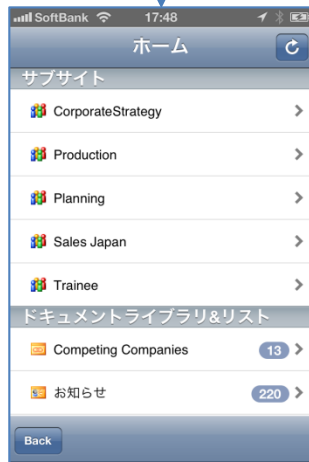 SoftBank 17:48
ホーム
サブサイト
CorporateStrategy
Production
Planning
Sales Japan
Trainee
ドキュメントライブラリ&リスト
Competing Companies 13
お知らせ 220
Back